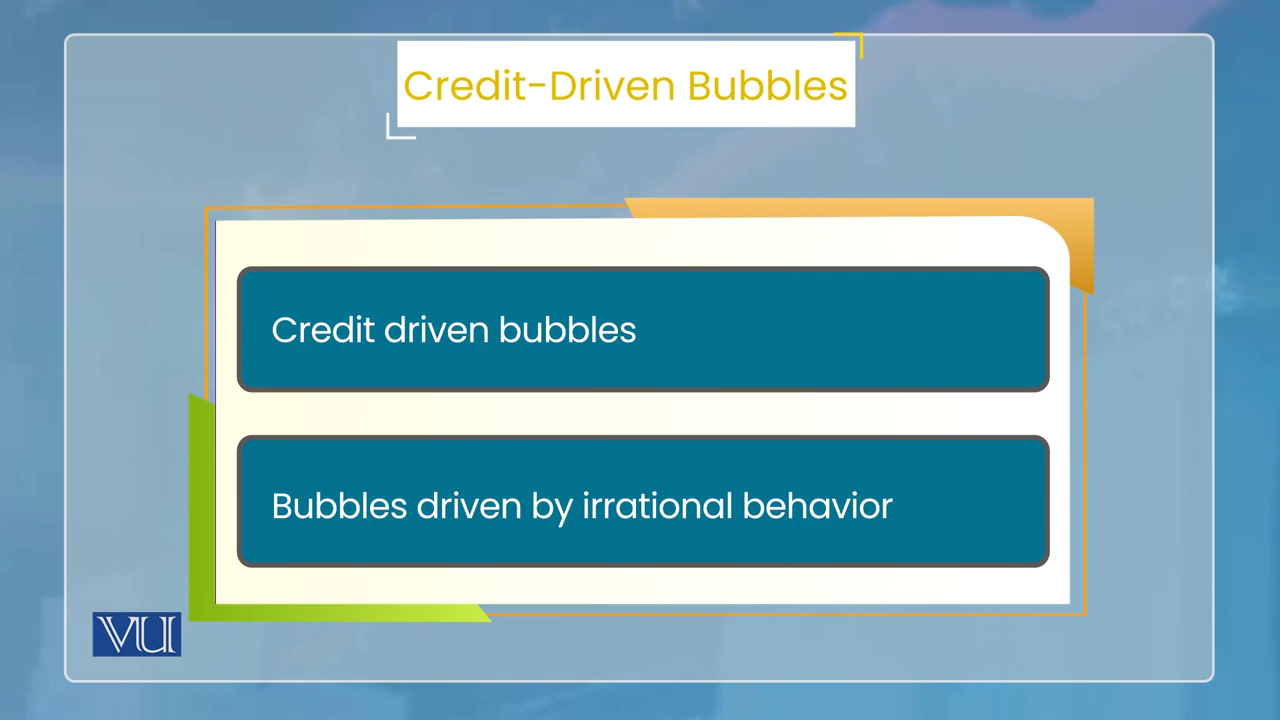 Credit-Driven Bubbles
Credit driven bubbles
Bubbles driven by irrational behavior
VU